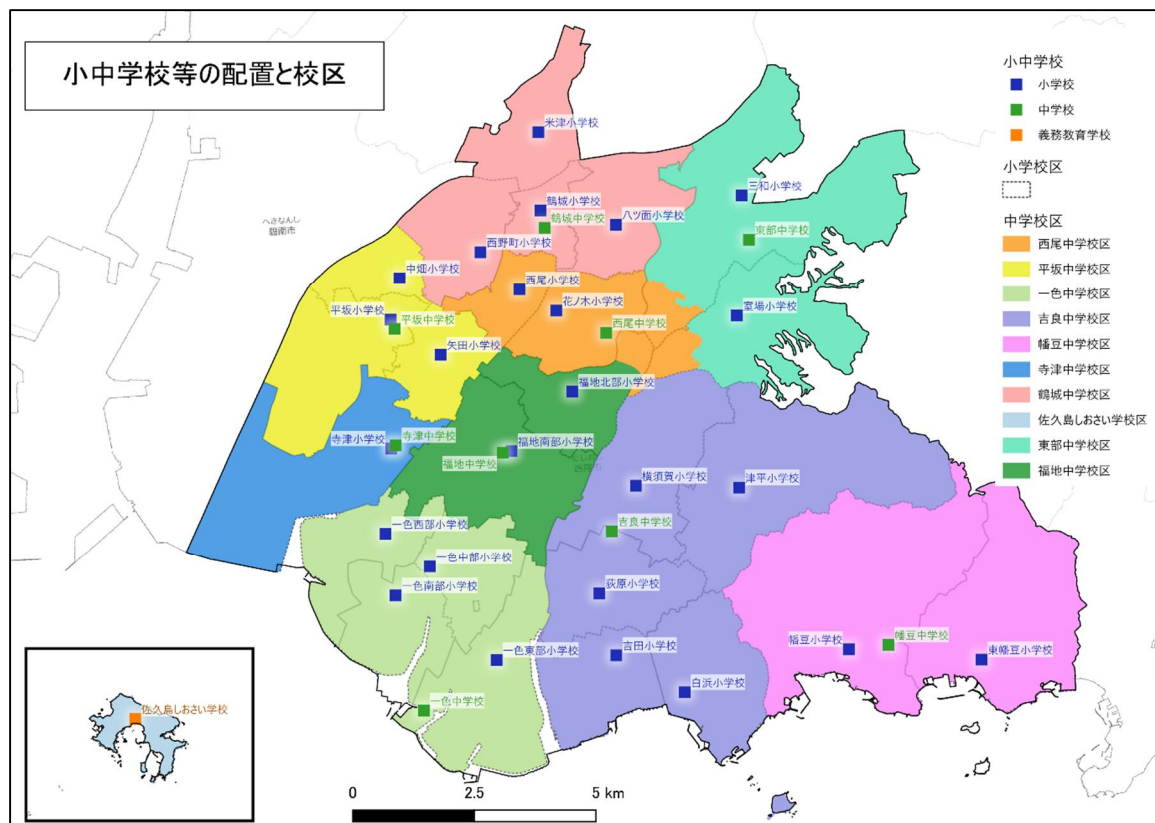 小中学校等の配置と校区
小中学校
小学校
中学校
義務教育学校
小学校区
中学校区
西尾中学校区
平坂中学校区
一色中学校区
吉良中学校区
幡豆中学校区
寺津中学校区
鶴城中学校区
佐久島しおさい学校区
東部中学校区
福地中学校区
米津小学校
三和小学校
鶴城小学校
鶴城中学校
八ツ面小学校
東部中学校
へきなんし
碧南市
西野町小学校
中畑小学校
西尾小学校
花ノ木小学校
室場小学校
平坂小学校
平坂中学校
西尾中学校
矢田小学校
福地北部小学校
寺津小学校
寺津中学校
福地南部小学校
福地中学校
横須賀小学校
津平小学校
一色西部小学校
吉良中学校
一色中部小学校
一色南部小学校
荻原小学校
一色東部小学校
吉田小学校
幡豆小学校
幡豆中学校
東幡豆小学校
白浜小学校
一色中学校
佐久島しおさい学校
0 2.5 5 km